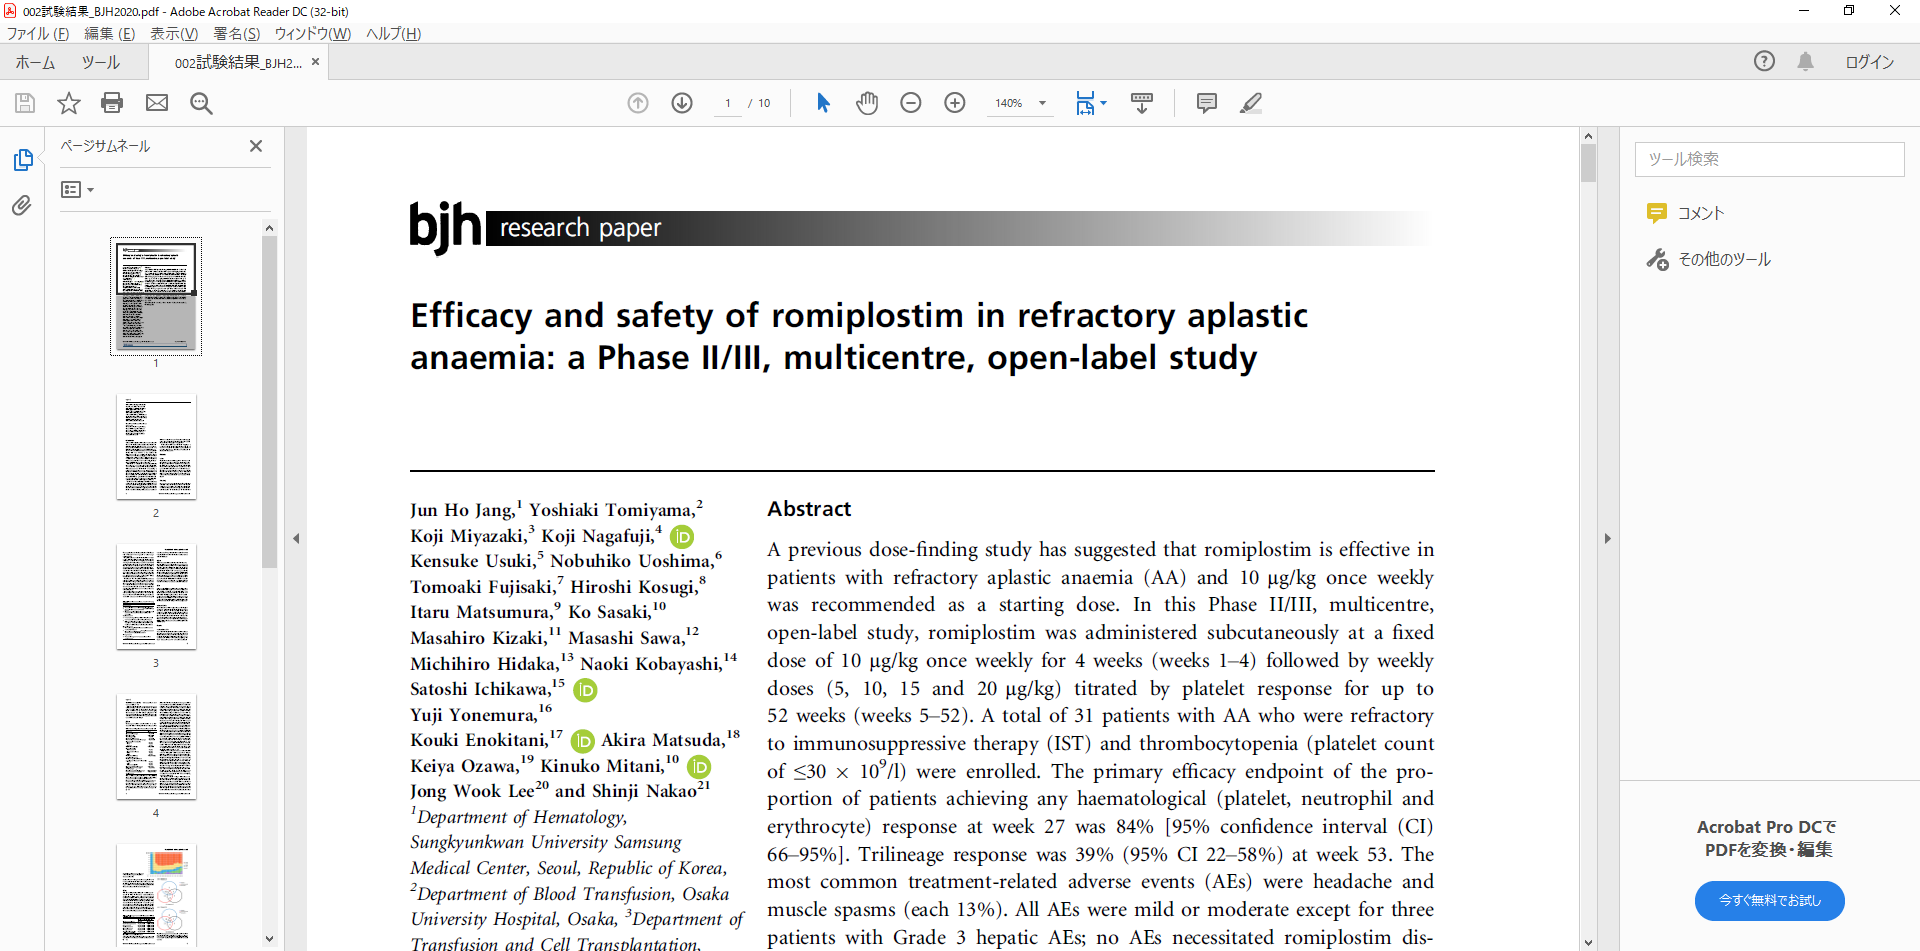 002試験結果_BJH2020.pdf - Adobe Acrobat Reader DC (32-bit)
ファイル (F) 編集 (E) 表示(V) 署名(S) ウィンドウ(W) ヘルプ(H)
ホーム ツール 002試験結果_BJH2... × ログイン
1 / 10 140%
ページサムネール
1
2
3
4
bjh research paper
Efficacy and safety of romiplostim in refractory aplastic
anaemia: a Phase II/III, multicentre, open-label study
Jun Ho Jang,1 Yoshiaki Tomiyama,2
Koji Miyazaki,3 Koji Nagafuji,4 iD
Kensuke Usuki,5 Nobuhiko Uoshima,6
Tomoaki Fujisaki,7 Hiroshi Kosugi,8
Itaru Matsumura,9 Ko Sasaki,10
Masahiro Kizaki,11 Masashi Sawa,12
Michihiro Hidaka,13 Naoki Kobayashi,14
Satoshi Ichikawa,15 iD
Yuji Yonemura,16
Kouki Enokitani,17 iD Akira Matsuda,18
Keiya Ozawa,19 Kinuko Mitani,10 iD
Jong Wook Lee20 and Shinji Nakao21
1Department of Hematology,
Sungkyunkwan University Samsung
Medical Center, Seoul, Republic of Korea,
2Department of Blood Transfusion, Osaka
University Hospital, Osaka, 3Department of
Transfusion and Cell Transplantation,
Abstract
A previous dose-finding study has suggested that romiplostim is effective in
patients with refractory aplastic anaemia (AA) and 10 μg/kg once weekly
was recommended as a starting dose. In this Phase II/III, multicentre,
open-label study, romiplostim was administered subcutaneously at a fixed
dose of 10 μg/kg once weekly for 4 weeks (weeks 1–4) followed by weekly
doses (5, 10, 15 and 20 μg/kg) titrated by platelet response for up to
52 weeks (weeks 5–52). A total of 31 patients with AA who were refractory
to immunosuppressive therapy (IST) and thrombocytopenia (platelet count
of ≤30 × 10⁹/l) were enrolled. The primary efficacy endpoint of the pro-
portion of patients achieving any haematological (platelet, neutrophil and
erythrocyte) response at week 27 was 84% [95% confidence interval (CI)
66–95%]. Trilineage response was 39% (95% CI 22–58%) at week 53. The
most common treatment-related adverse events (AEs) were headache and
muscle spasms (each 13%). All AEs were mild or moderate except for three
patients with Grade 3 hepatic AEs; no AEs necessitated romiplostim dis-
ツール検索
コメント
その他のツール
Acrobat Pro DCで
PDFを変換・編集
今すぐ無料でお試し